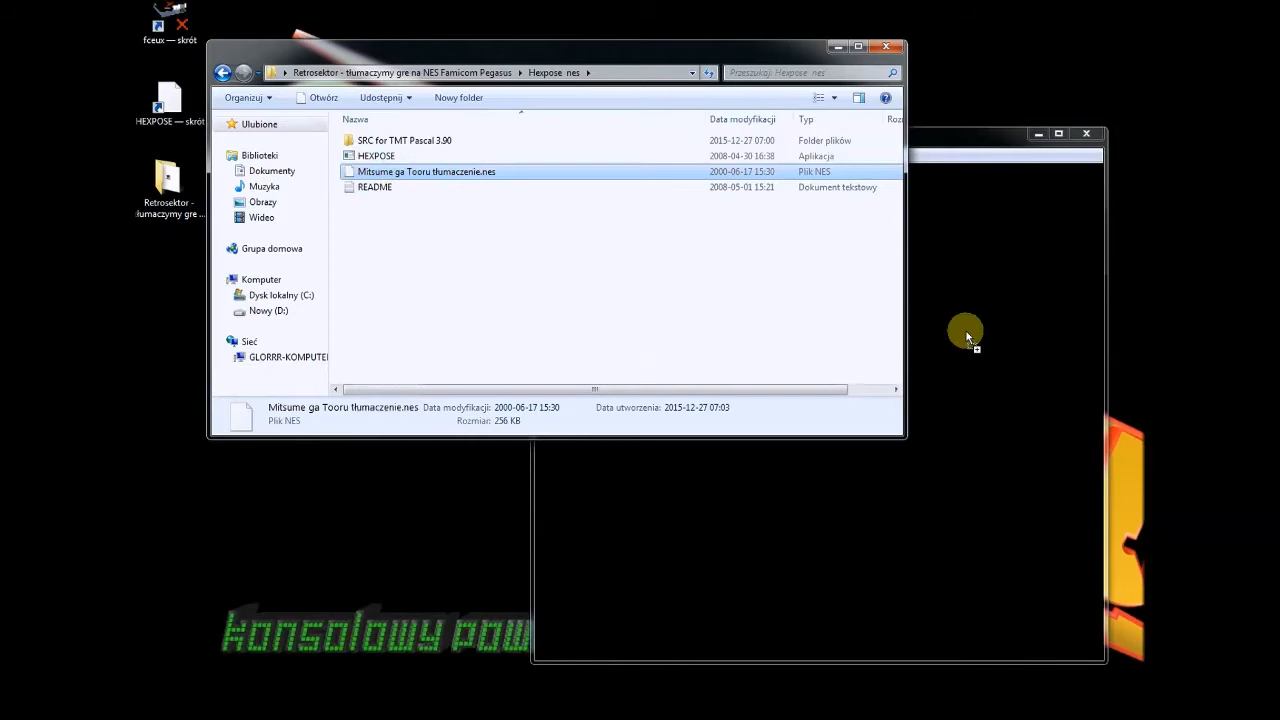 fceux — skrót
HEXPOSE — skrót
Retrosektor -
tłumaczymy gre ...
Retrosektor - tłumaczymy gre na NES Famicom Pegasus
Hexpose nes
Przeszukaj: Hexpose nes
Organizuj
Otwórz
Udostępnij
Nowy folder
Ulubione
Biblioteki
Dokumenty
Muzyka
Obrazy
Wideo
Grupa domowa
Komputer
Dysk lokalny (C:)
Nowy (D:)
Sieć
GLORRR-KOMPUTE
Nazwa Data modyfikacji Typ Roz
SRC for TMT Pascal 3.90 2015-12-27 07:00 Folder plików
HEXPOSE 2008-04-30 16:38 Aplikacja
Mitsume ga Tooru tłumaczenie.nes 2000-06-17 15:30 Plik NES
README 2008-05-01 15:21 Dokument tekstowy
Mitsume ga Tooru tłumaczenie.nes Data modyfikacji: 2000-06-17 15:30 Data utworzenia: 2015-12-27 07:03
Plik NES Rozmiar: 256 KB
konsolowy pow